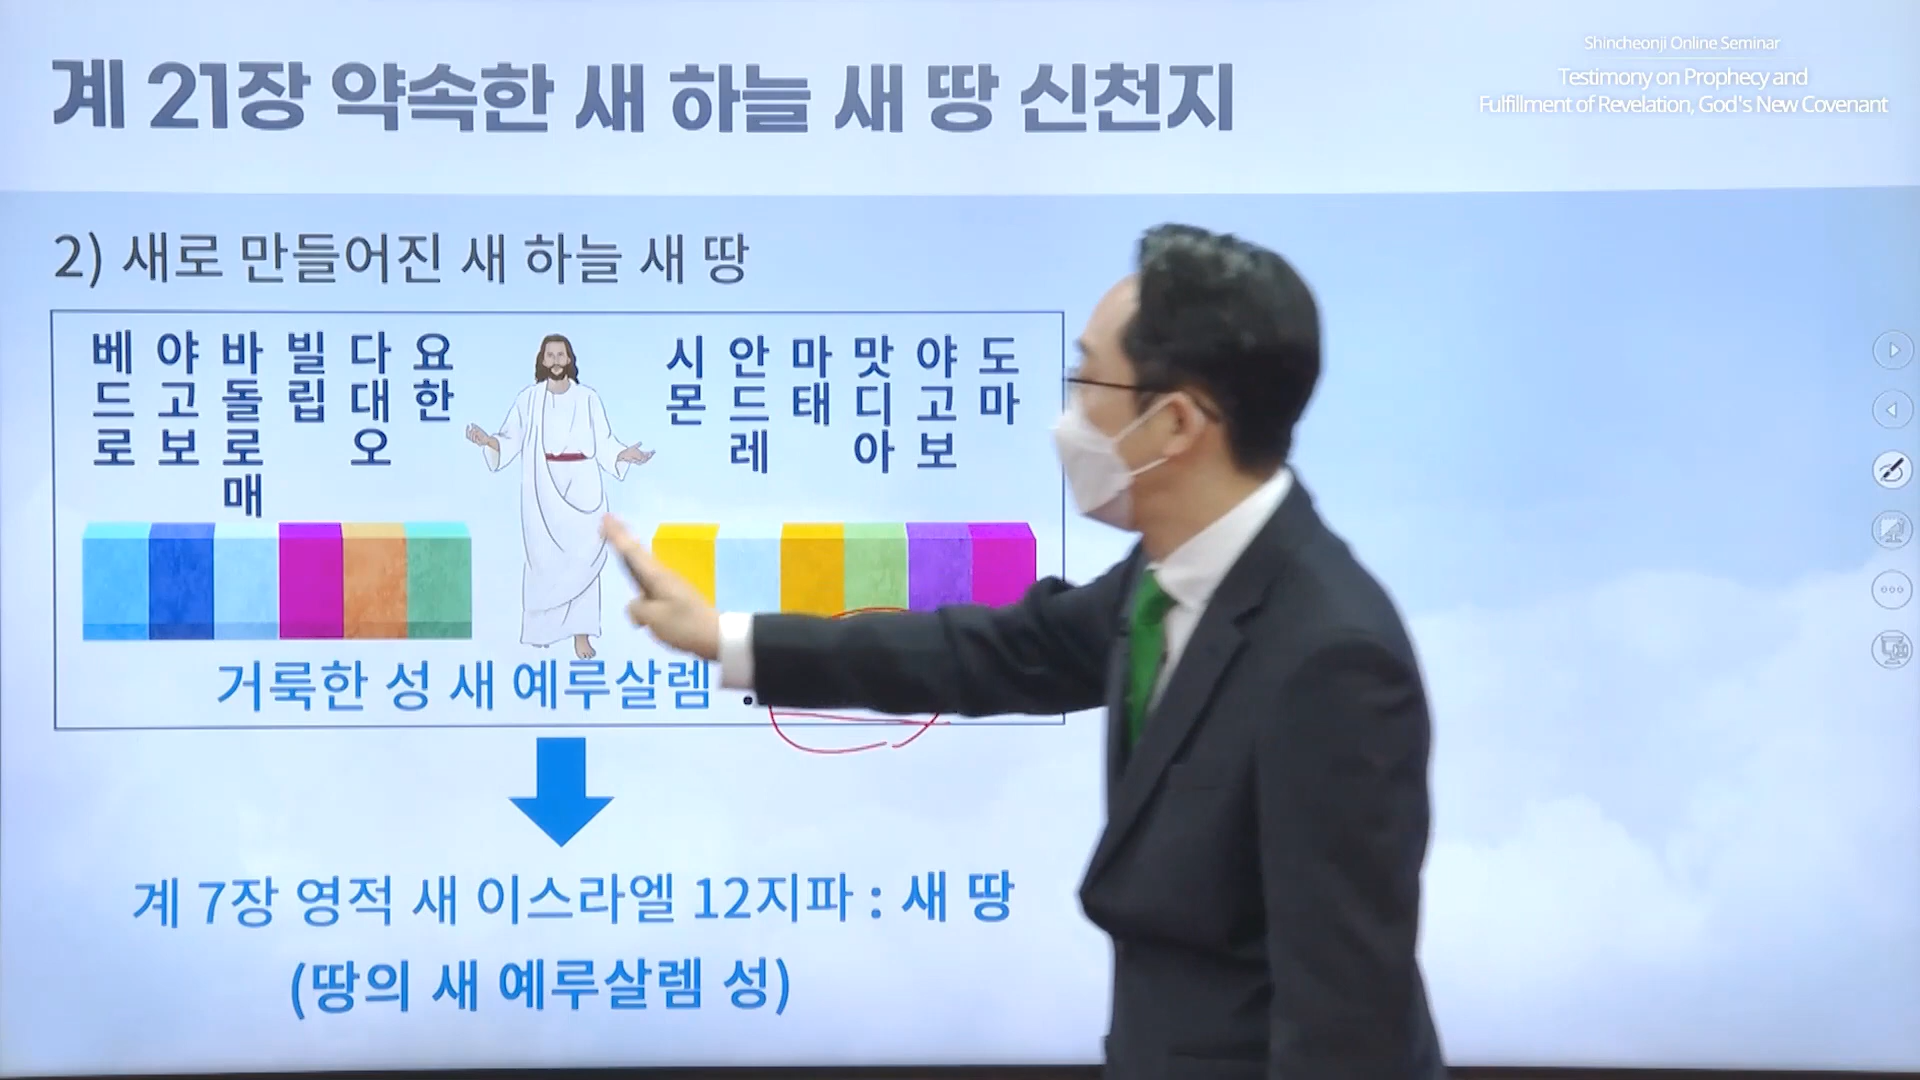 계 21장 약속한 새 하늘 새 땅 신천지
Shincheonji Online Seminar
Testimony on Prophecy and
Fulfillment of Revelation, God's New Covenant
2) 새로 만들어진 새 하늘 새 땅
베드로 야고보 바돌로매 빌립 다대오 요한 시몬 안드레 마태 맛디아 야고보 도마
거룩한 성 새 예루살렘 :
계 7장 영적 새 이스라엘 12지파 : 새 땅
(땅의 새 예루살렘 성)